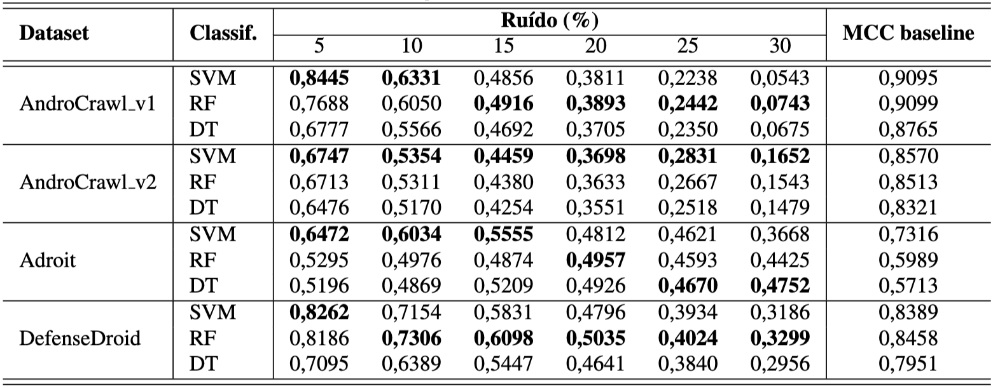 Dataset Classif. Ruído (%) MCC baseline
5 10 15 20 25 30
SVM 0,8445 0,6331 0,4856 0,3811 0,2238 0,0543 0,9095
AndroCrawl_v1 RF 0,7688 0,6050 0,4916 0,3893 0,2442 0,0743 0,9099
DT 0,6777 0,5566 0,4692 0,3705 0,2350 0,0675 0,8765
SVM 0,6747 0,5354 0,4459 0,3698 0,2831 0,1652 0,8570
AndroCrawl_v2 RF 0,6713 0,5311 0,4380 0,3633 0,2667 0,1543 0,8513
DT 0,6476 0,5170 0,4254 0,3551 0,2518 0,1479 0,8321
SVM 0,6472 0,6034 0,5555 0,4812 0,4621 0,3668 0,7316
Adroit RF 0,5295 0,4976 0,4874 0,4957 0,4593 0,4425 0,5989
DT 0,5196 0,4869 0,5209 0,4926 0,4670 0,4752 0,5713
SVM 0,8262 0,7154 0,5831 0,4796 0,3934 0,3186 0,8389
DefenseDroid RF 0,8186 0,7306 0,6098 0,5035 0,4024 0,3299 0,8458
DT 0,7095 0,6389 0,5447 0,4641 0,3840 0,2956 0,7951